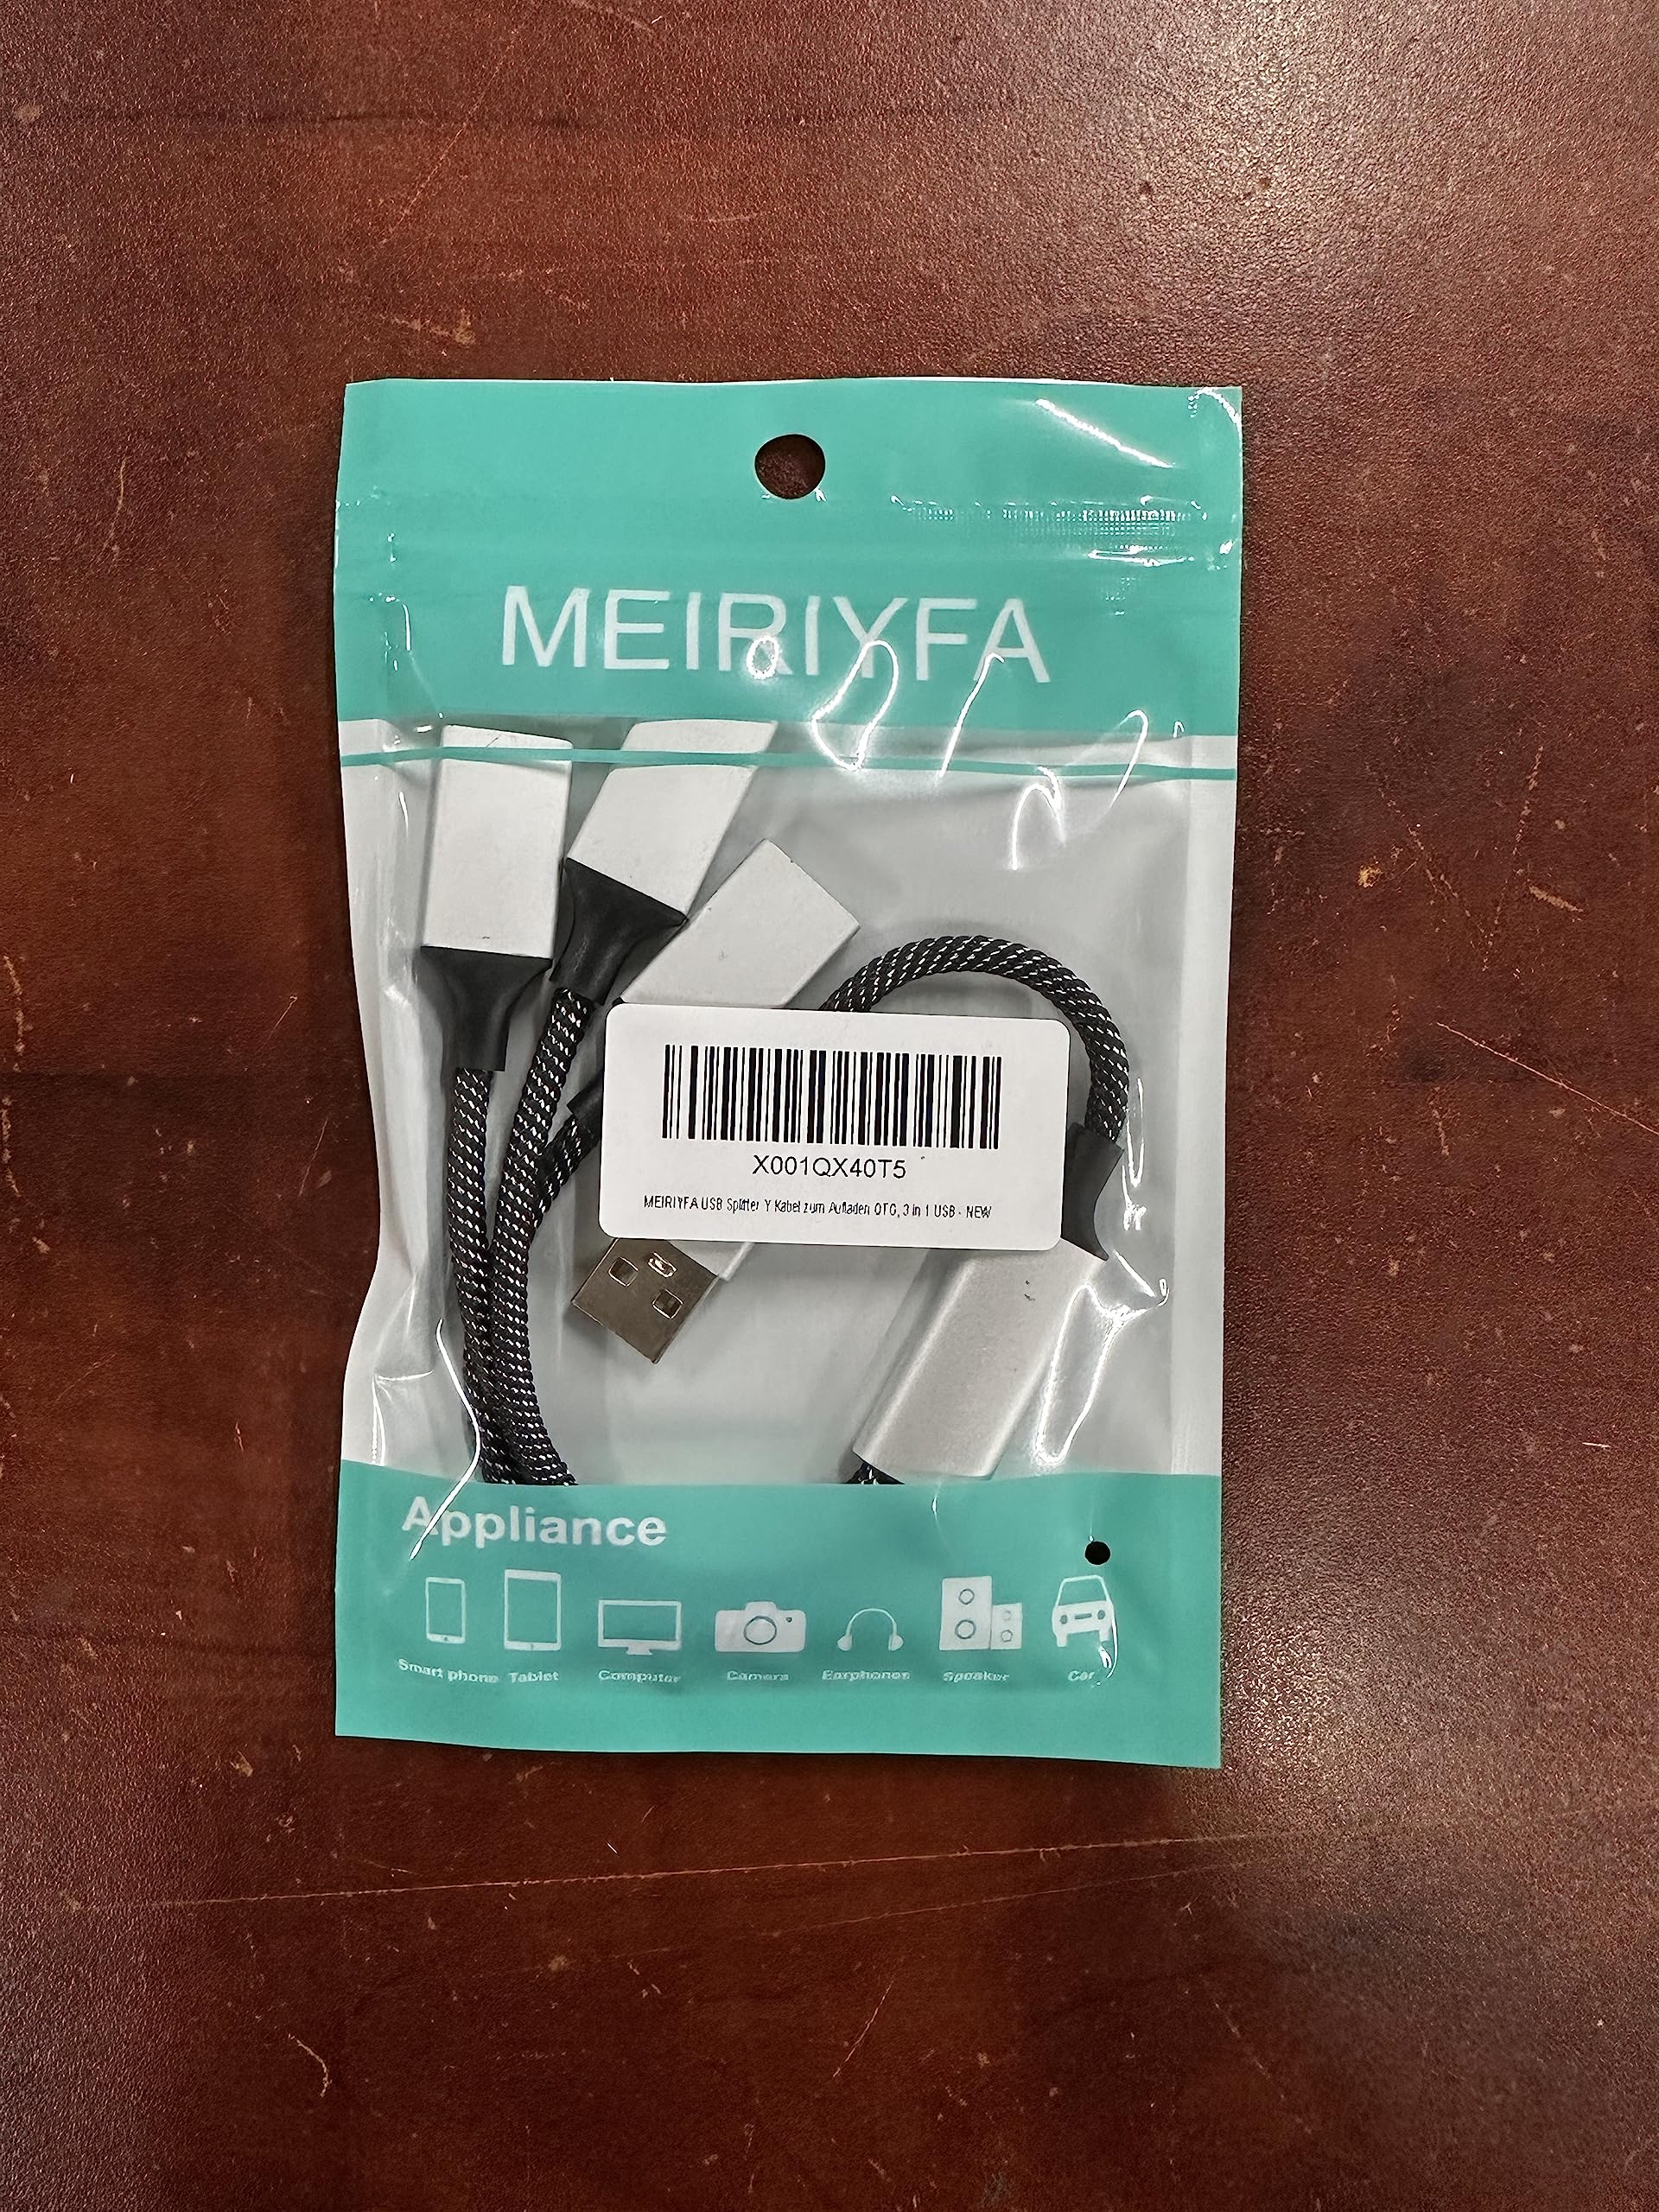 MEIRIYFA
X001QX40T5
MEIRIYFA USB Splitter Y Kabel zum Aufladen OTG, 3 in 1 USB - NEW
Appliance
Smart phone Tablet Computer Camera Earphones Speaker Car